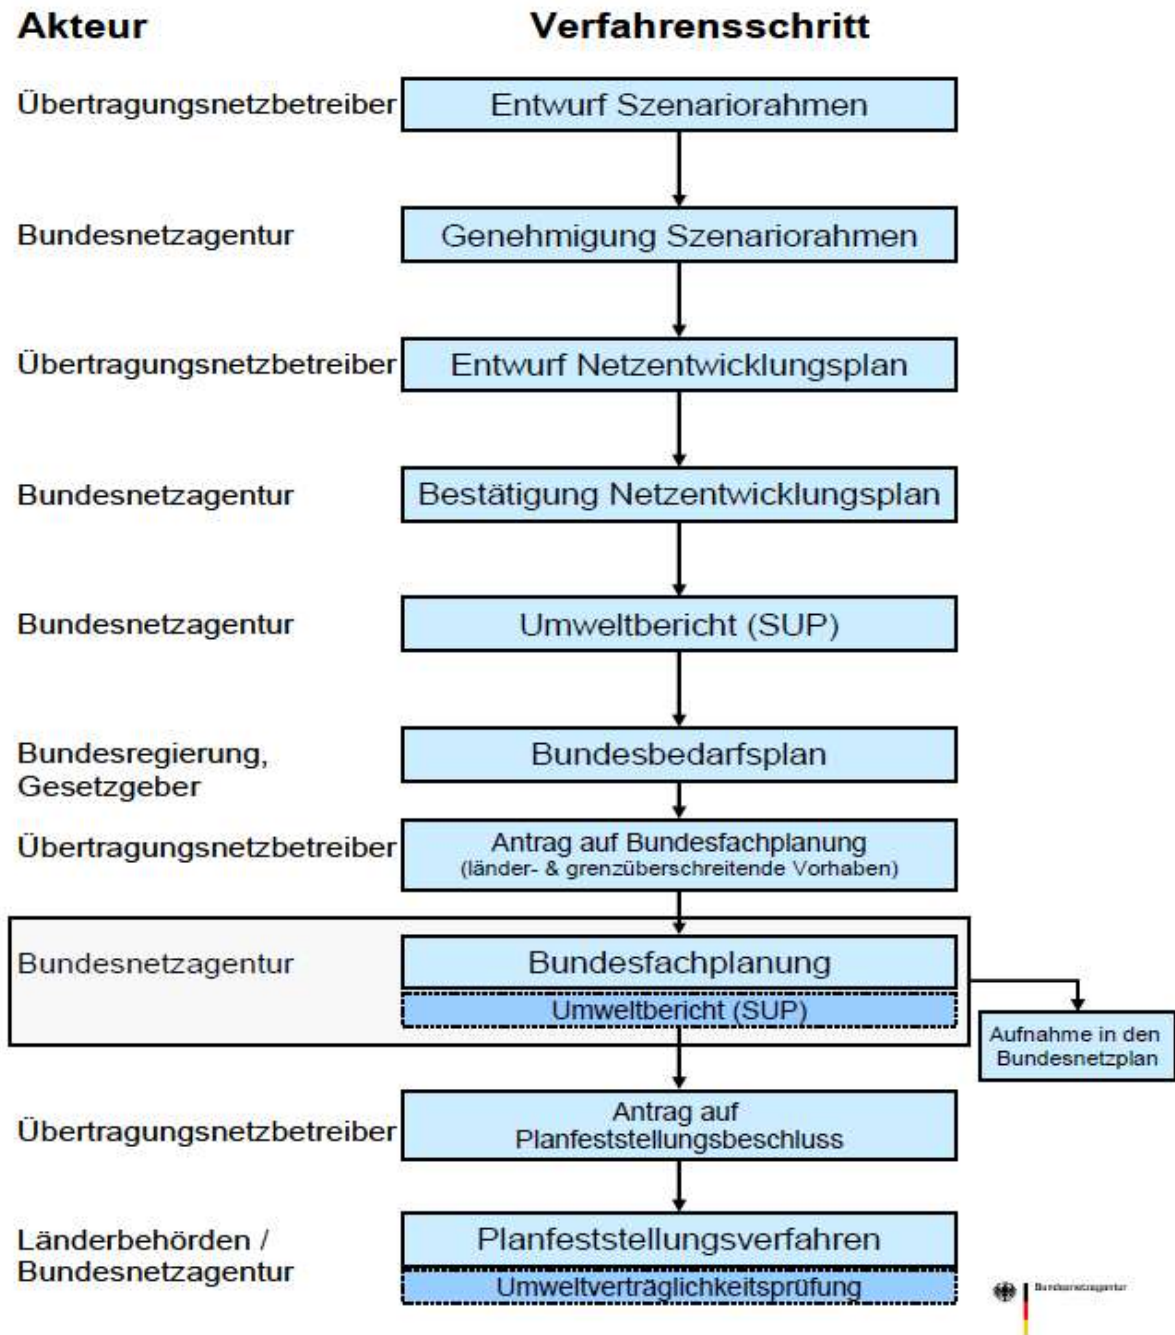 Akteur Verfahrensschritt
Übertragungsnetzbetreiber Entwurf Szenariorahmen
Bundesnetzagentur Genehmigung Szenariorahmen
Übertragungsnetzbetreiber Entwurf Netzentwicklungsplan
Bundesnetzagentur Bestätigung Netzentwicklungsplan
Bundesnetzagentur Umweltbericht (SUP)
Bundesregierung,
Gesetzgeber
Bundesbedarfsplan
Übertragungsnetzbetreiber
Antrag auf Bundesfachplanung
(länder- & grenzüberschreitende Vorhaben)
Bundesnetzagentur Bundesfachplanung
Umweltbericht (SUP)
Aufnahme in den
Bundesnetzplan
Übertragungsnetzbetreiber
Antrag auf
Planfeststellungsbeschluss
Länderbehörden /
Bundesnetzagentur
Planfeststellungsverfahren
Umweltverträglichkeitsprüfung
Bundesnetzagentur